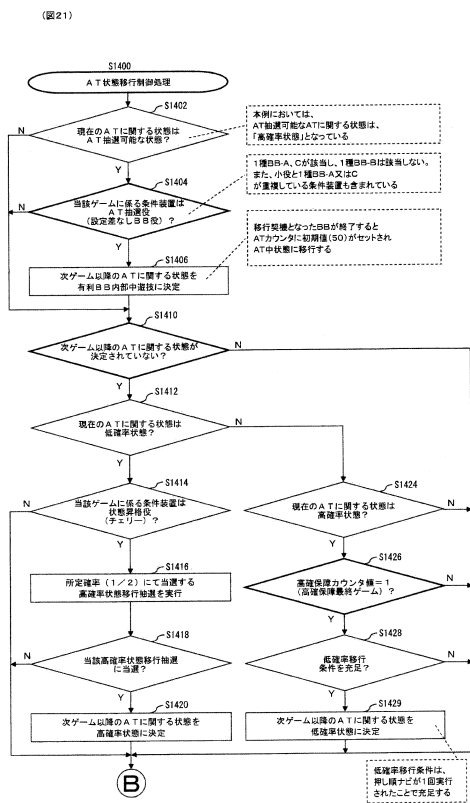 (図21)
S1400
AT状態移行制御処理
S1402
現在のATに関する状態は
AT抽選可能な状態?
本例においては、
AT抽選可能なATに関する状態は、
「高確率状態」となっている
N
Y
S1404
当該ゲームに係る条件装置は
AT抽選役
(設定差なしBB役)?
1種BB-A、Cが該当し、1種BB-Bは該当しない。
また、小役と1種BB-A又はC
が重複している条件装置も含まれている
N
Y
S1406
次ゲーム以降のATに関する状態を
有利BB内部中遊技に決定
移行契機となったBBが終了すると
ATカウンタに初期値(50)がセットされ
AT中状態に移行する
S1410
次ゲーム以降のATに関する状態が
決定されていない?
N
Y
S1412
現在のATに関する状態は
低確率状態?
N
Y
S1414
当該ゲームに係る条件装置は
状態昇格役
(チェリー)?
N
Y
S1416
所定確率(1/2)にて当選する
高確率状態移行抽選を実行
S1418
当該高確率状態移行抽選
に当選?
N
Y
S1420
次ゲーム以降のATに関する状態を
高確率状態に決定
S1424
現在のATに関する状態は
高確率状態?
N
Y
S1426
高確保障カウンタ値=1
(高確保障最終ゲーム)?
N
Y
S1428
低確率移行
条件を充足?
N
Y
S1429
次ゲーム以降のATに関する状態を
低確率状態に決定
低確率移行条件は、
押し順ナビが1回実行
されたことで充足する
B